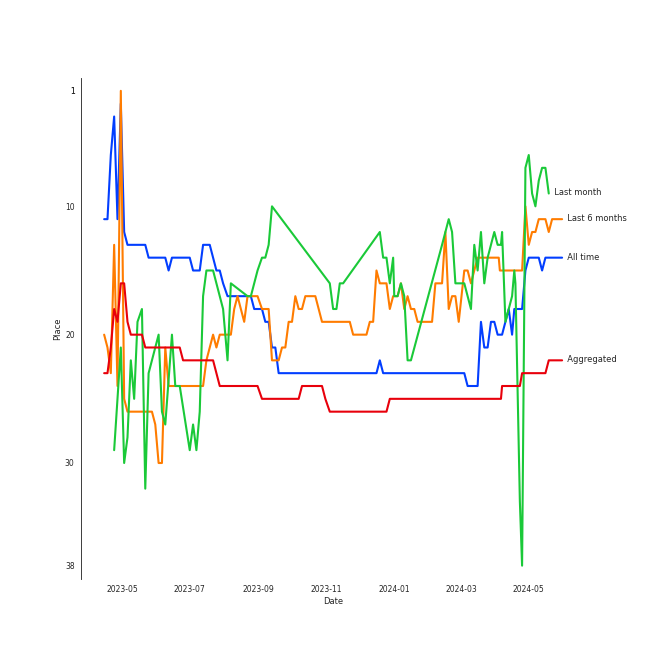 1
10
20
30
38
Place
Last month
Last 6 months
All time
Aggregated
2023-05 2023-07 2023-09 2023-11 2024-01 2024-03 2024-05
Date